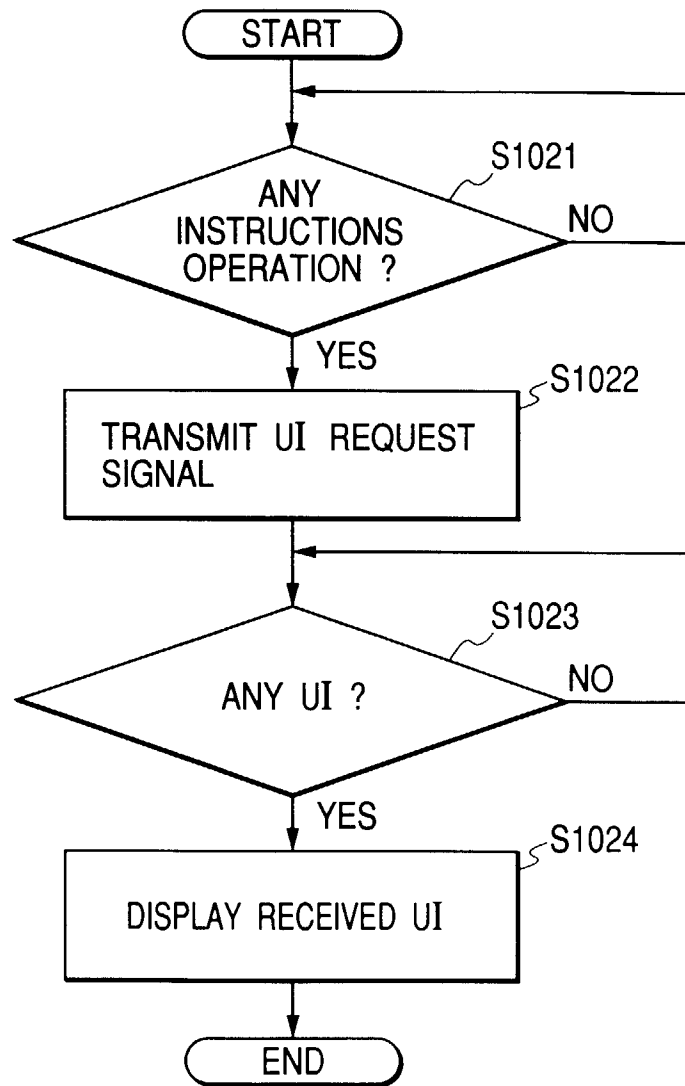 START
S1021
ANY
INSTRUCTIONS
OPERATION ?
NO
YES
S1022
TRANSMIT UI REQUEST
SIGNAL
S1023
ANY UI ?
NO
YES
S1024
DISPLAY RECEIVED UI
END